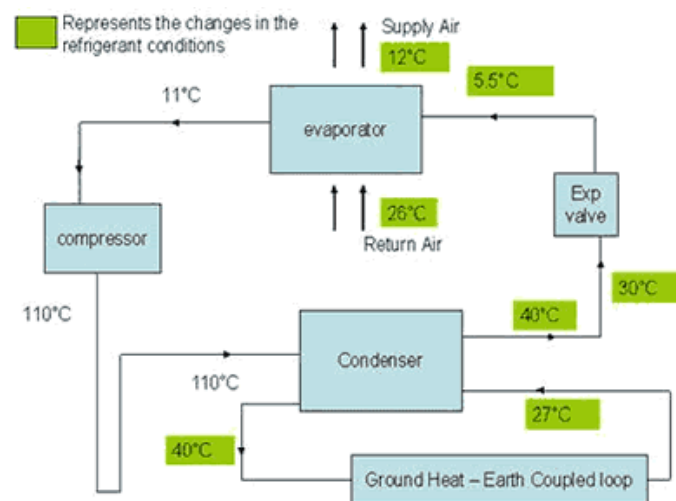 Represents the changes in the
refrigerant conditions
Supply Air
12°C
5.5°C
11°C
evaporator
Exp
valve
26°C
Return Air
compressor
110°C
30°C
40°C
Condenser
110°C
27°C
40°C
Ground Heat – Earth Coupled loop